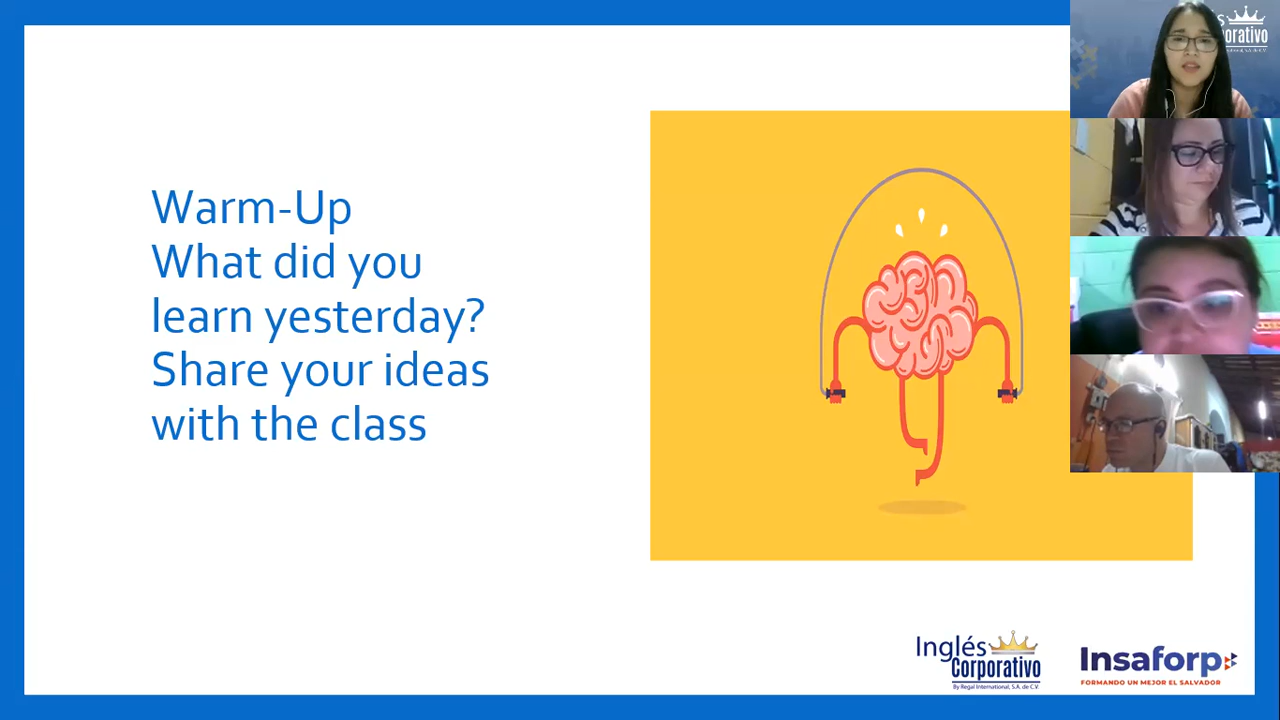 Warm-Up
What did you
learn yesterday?
Share your ideas
with the class
Inglés
Corporativo
By Regal International, S.A. de C.V.
Insaforp
FORMANDO UN MEJOR EL SALVADOR